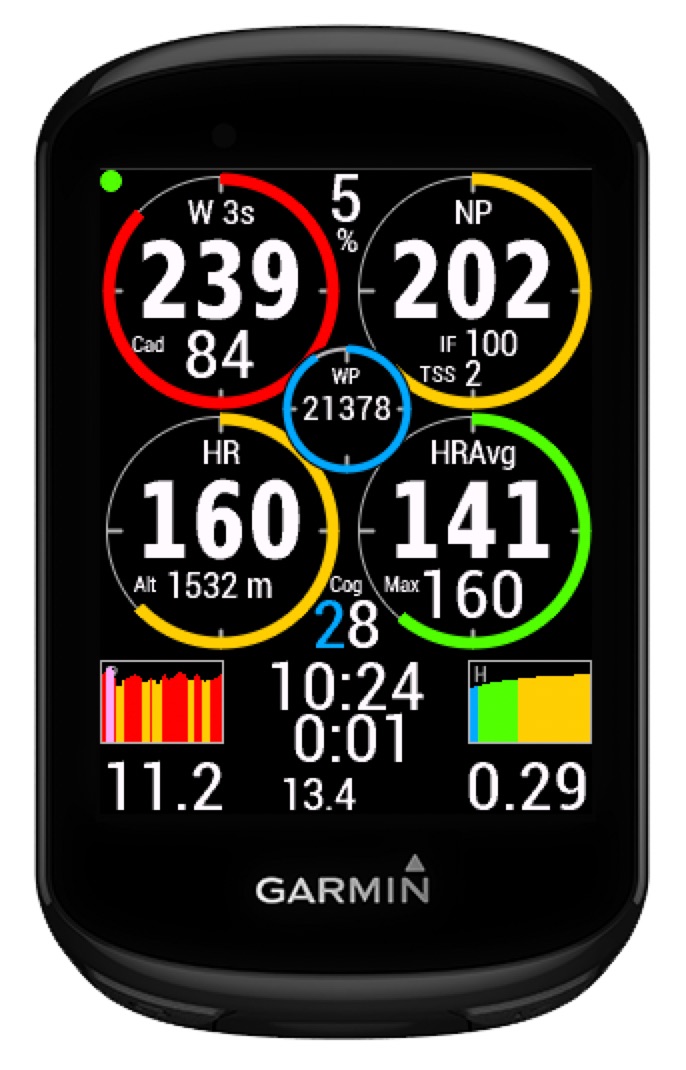 W 3s
239
Cad 84
5
%
NP
202
IF 100
TSS 2
WP
21378
HR
160
Alt 1532 m
HRAvg
141
Max 160
Cog
28
H
10:24
0:01
11.2
13.4
0.29
GARMIN